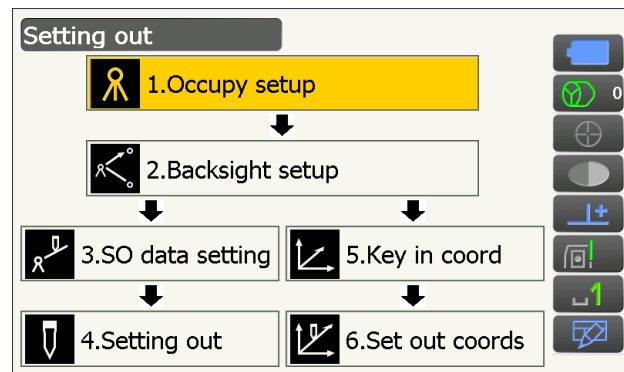 Setting out
1.Occupy setup
0
2.Backsight setup
3.SO data setting
5.Key in coord
1
4.Setting out
6.Set out coords